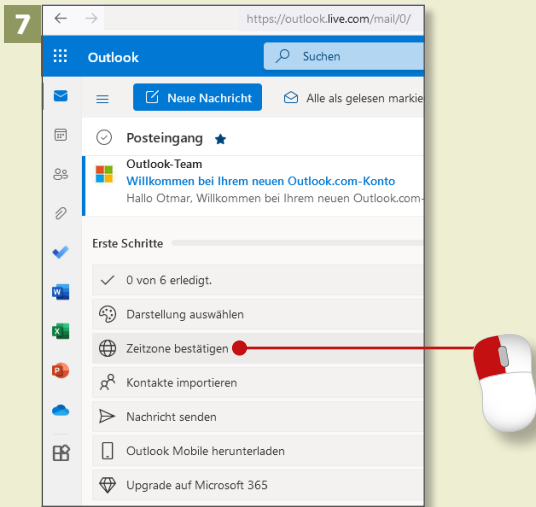 7
https://outlook.live.com/mail/0/
Outlook
Suchen
Neue Nachricht
Alle als gelesen markie
Posteingang
Outlook-Team
Willkommen bei Ihrem neuen Outlook.com-Konto
Hallo Otmar, Willkommen bei Ihrem neuen Outlook.com-
Erste Schritte
0 von 6 erledigt.
Darstellung auswählen
Zeitzone bestätigen
Kontakte importieren
Nachricht senden
Outlook Mobile herunterladen
Upgrade auf Microsoft 365